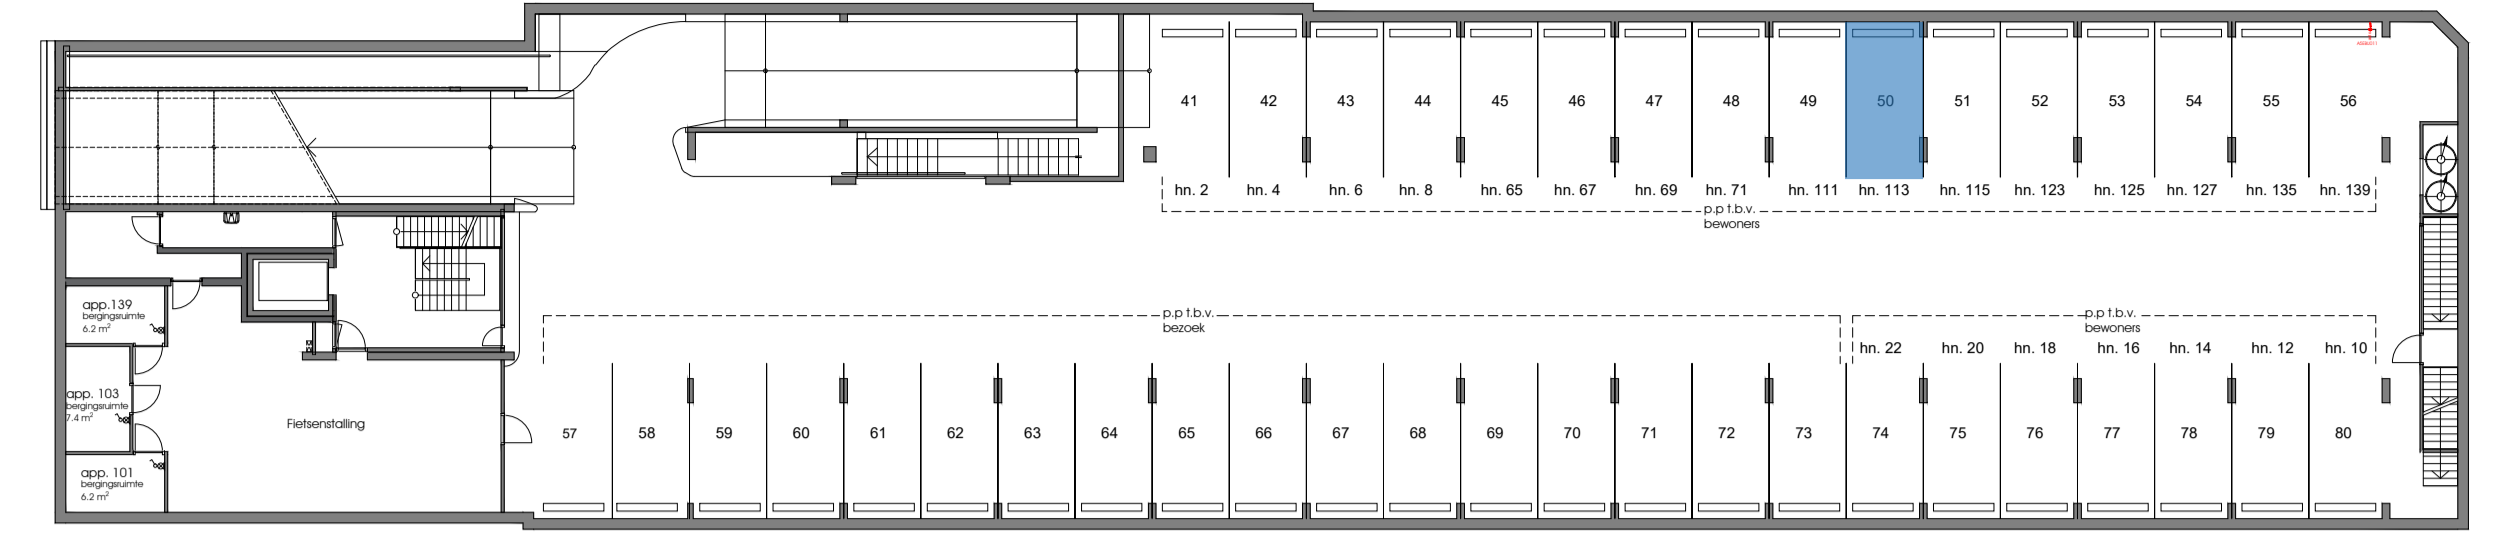 41 42 43 44 45 46 47 48 49 50 51 52 53 54 55 56
hn. 2 hn. 4 hn. 6 hn. 8 hn. 65 hn. 67 hn. 69 hn. 71 hn. 111 hn. 113 hn. 115 hn. 123 hn. 125 hn. 127 hn. 135 hn. 139
p.p t.b.v.
bewoners
app.139
bergingsruimte
6.2 m²
p.p t.b.v.
bezoek
p.p t.b.v.
bewoners
hn. 22 hn. 20 hn. 18 hn. 16 hn. 14 hn. 12 hn. 10
app. 103
bergingsruimte
7.4 m²
Fietsenstalling
57 58 59 60 61 62 63 64 65 66 67 68 69 70 71 72 73 74 75 76 77 78 79 80
app. 101
bergingsruimte
6.2 m²